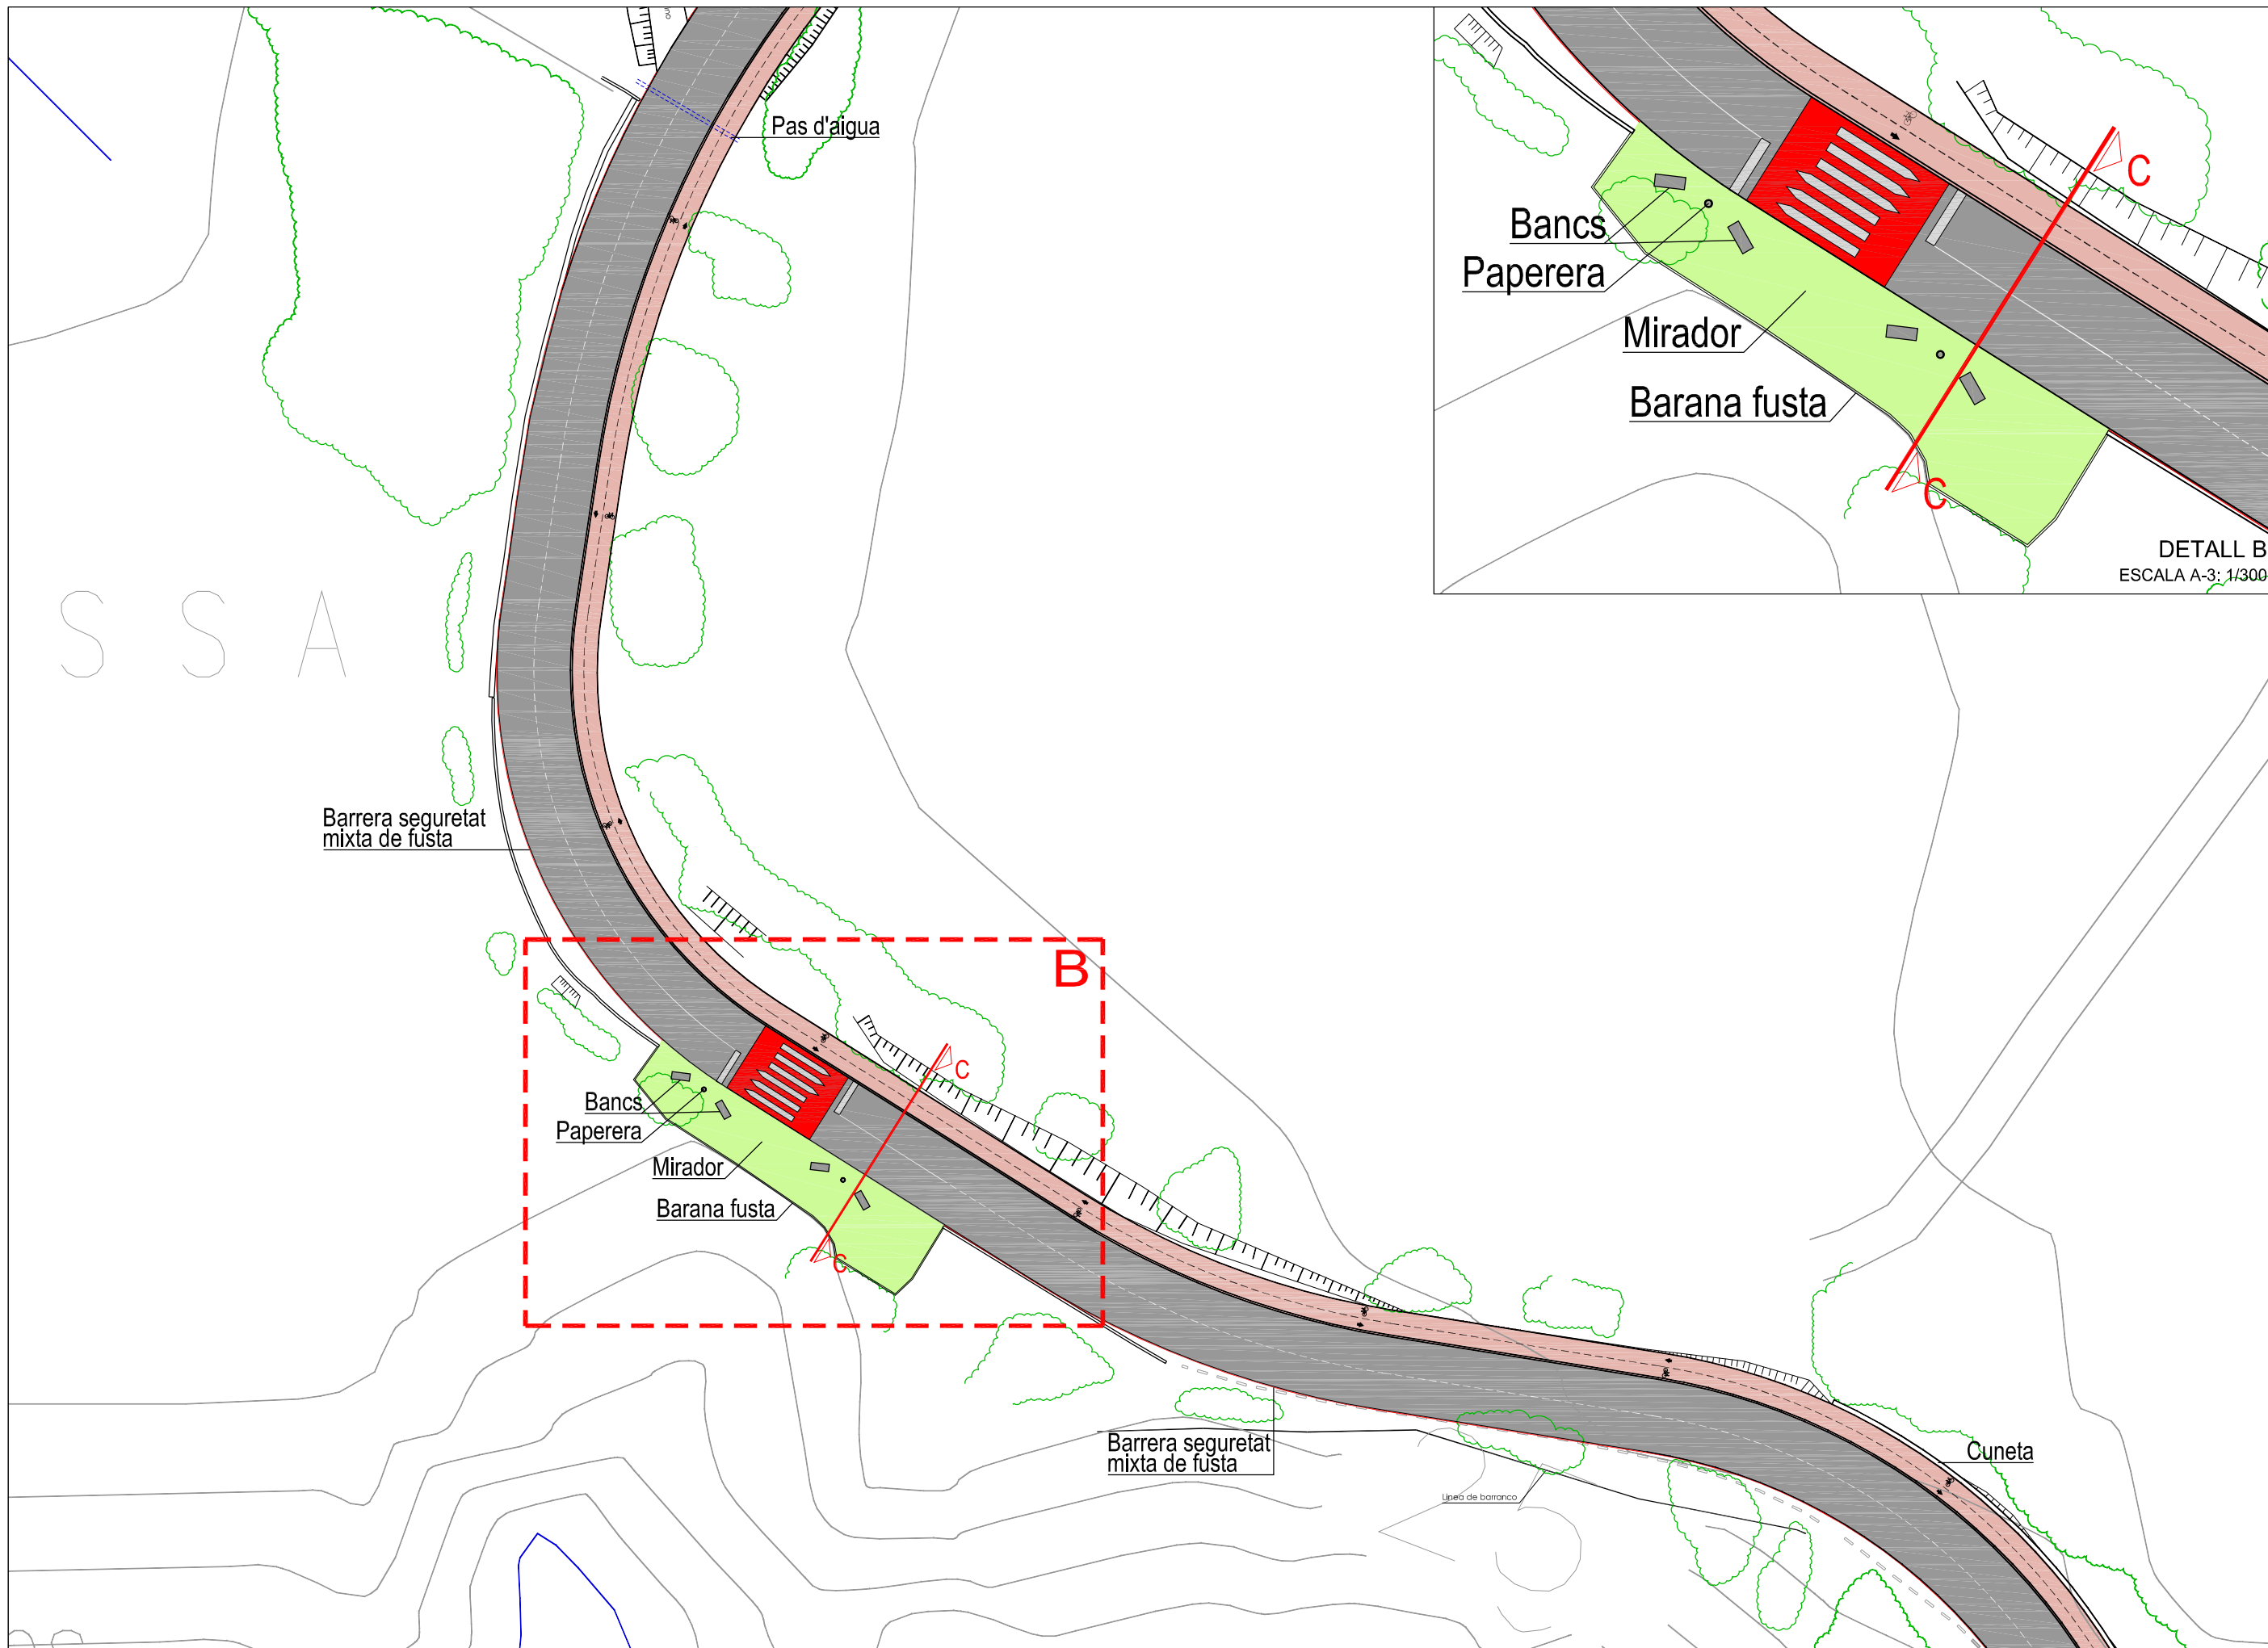 Pas d'aigua
C
Bancs
Paperera
Mirador
Barana fusta
C
DETALL B
ESCALA A-3: 1/300
S S A
Barrera seguretat
mixta de fusta
B
C
Bancs
Paperera
Mirador
Barana fusta
C
Barrera seguretat
mixta de fusta
Linea de barranco
Cuneta